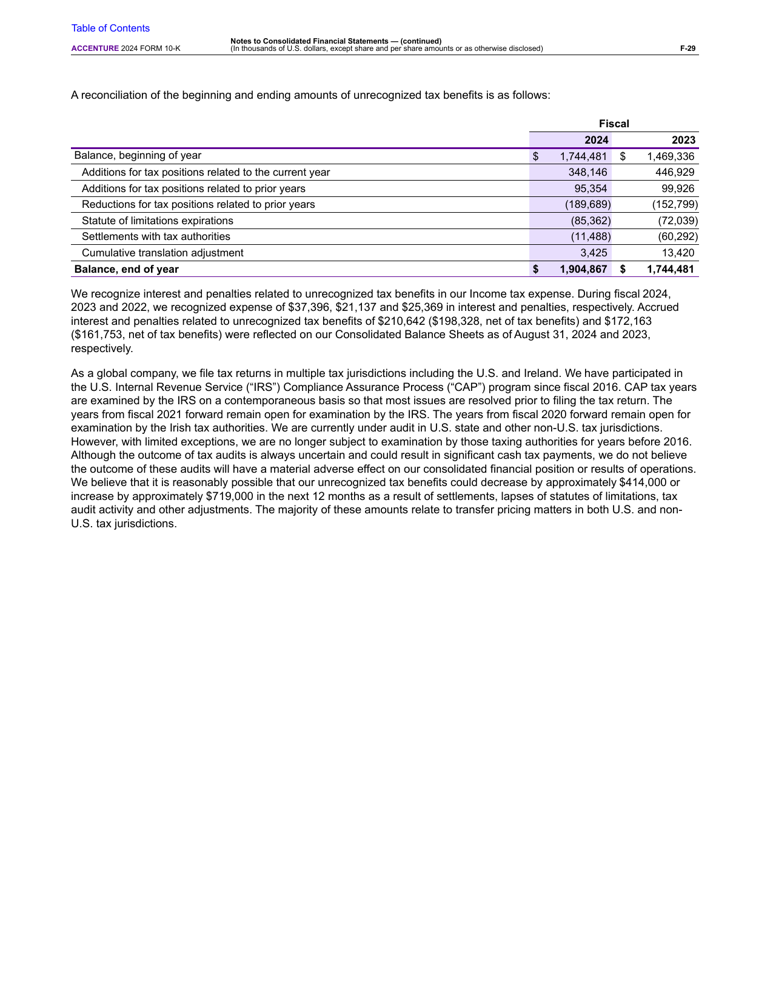 Table of Contents
Notes to Consolidated Financial Statements — (continued)
ACCENTURE 2024 FORM 10-K (In thousands of U.S. dollars, except share and per share amounts or as otherwise disclosed) F-29
A reconciliation of the beginning and ending amounts of unrecognized tax benefits is as follows:
Fiscal
2024 2023
Balance, beginning of year $ 1,744,481 $ 1,469,336
Additions for tax positions related to the current year 348,146 446,929
Additions for tax positions related to prior years 95,354 99,926
Reductions for tax positions related to prior years (189,689) (152,799)
Statute of limitations expirations (85,362) (72,039)
Settlements with tax authorities (11,488) (60,292)
Cumulative translation adjustment 3,425 13,420
Balance, end of year $ 1,904,867 $ 1,744,481
We recognize interest and penalties related to unrecognized tax benefits in our Income tax expense. During fiscal 2024,
2023 and 2022, we recognized expense of $37,396, $21,137 and $25,369 in interest and penalties, respectively. Accrued
interest and penalties related to unrecognized tax benefits of $210,642 ($198,328, net of tax benefits) and $172,163
($161,753, net of tax benefits) were reflected on our Consolidated Balance Sheets as of August 31, 2024 and 2023,
respectively.
As a global company, we file tax returns in multiple tax jurisdictions including the U.S. and Ireland. We have participated in
the U.S. Internal Revenue Service (“IRS”) Compliance Assurance Process (“CAP”) program since fiscal 2016. CAP tax years
are examined by the IRS on a contemporaneous basis so that most issues are resolved prior to filing the tax return. The
years from fiscal 2021 forward remain open for examination by the IRS. The years from fiscal 2020 forward remain open for
examination by the Irish tax authorities. We are currently under audit in U.S. state and other non-U.S. tax jurisdictions.
However, with limited exceptions, we are no longer subject to examination by those taxing authorities for years before 2016.
Although the outcome of tax audits is always uncertain and could result in significant cash tax payments, we do not believe
the outcome of these audits will have a material adverse effect on our consolidated financial position or results of operations.
We believe that it is reasonably possible that our unrecognized tax benefits could decrease by approximately $414,000 or
increase by approximately $719,000 in the next 12 months as a result of settlements, lapses of statutes of limitations, tax
audit activity and other adjustments. The majority of these amounts relate to transfer pricing matters in both U.S. and non-
U.S. tax jurisdictions.